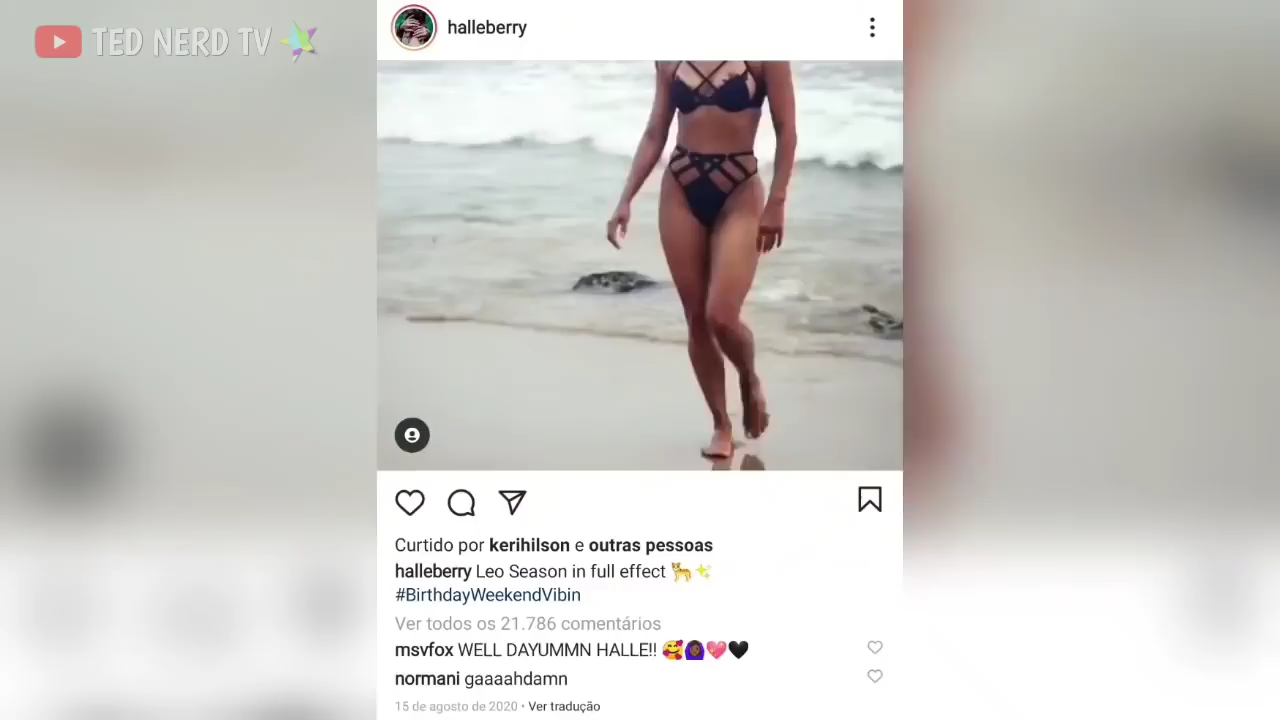 TED NERD TV
halleberry
Curtido por kerihilson e outras pessoas
halleberry Leo Season in full effect 🐆✨
#BirthdayWeekendVibin
Ver todos os 21.786 comentários
msvfox WELL DAYUMMN HALLE!! 🥰🙆🏾‍♀️💖🖤
normani gaaaahdamn
15 de agosto de 2020 • Ver tradução